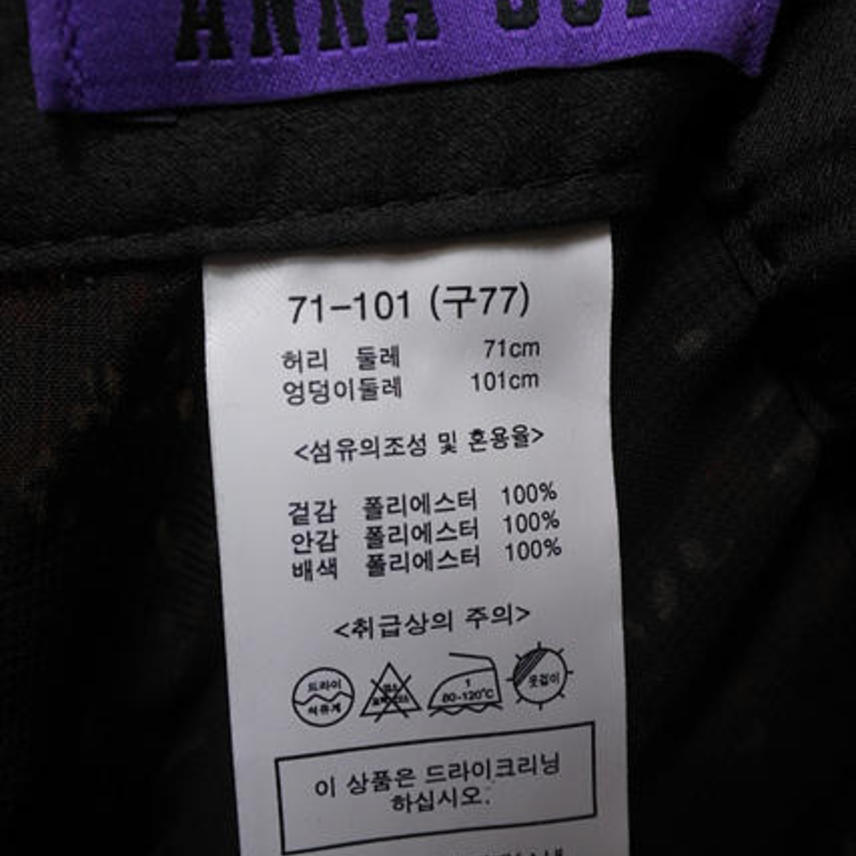 ANNA SUI
71-101 (구77)
허리 둘레 71cm
엉덩이둘레 101cm
<섬유의조성 및 혼용율>
겉감 폴리에스터 100%
안감 폴리에스터 100%
배색 폴리에스터 100%
<취급상의 주의>
드라이
석유계
1
80-120℃
옷걸이
이 상품은 드라이크리닝
하십시오.